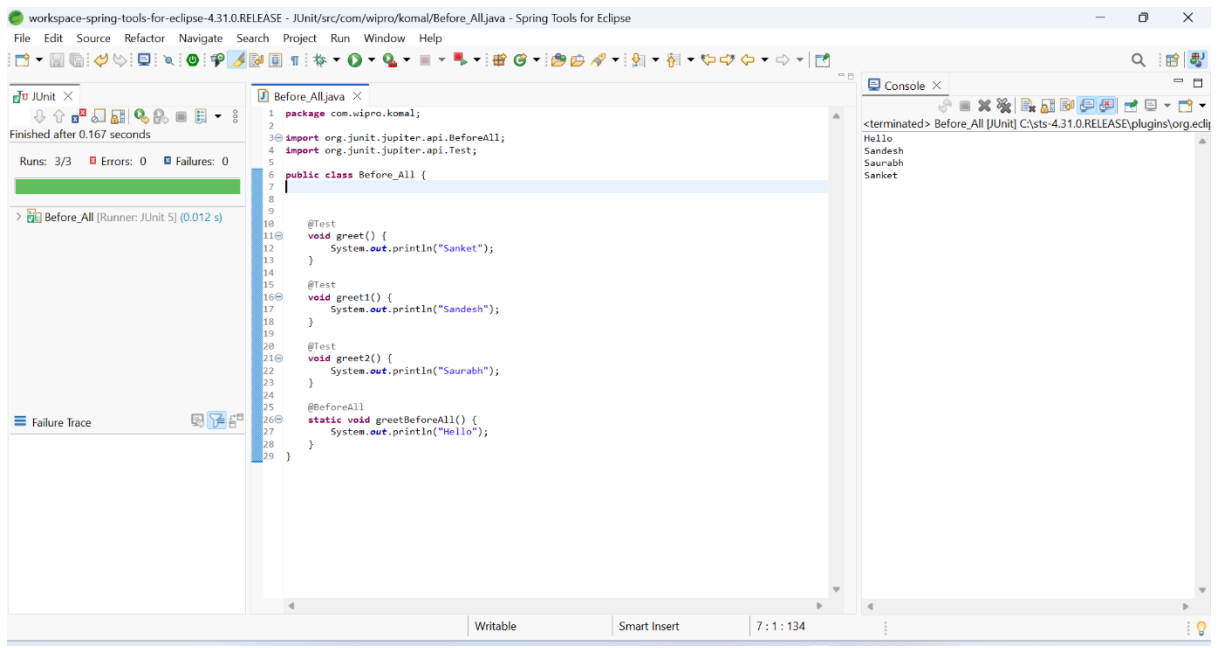 workspace-spring-tools-for-eclipse-4.31.0.RELEASE - JUnit/src/com/wipro/komal/Before_All.java - Spring Tools for Eclipse
File Edit Source Refactor Navigate Search Project Run Window Help
JUnit
Finished after 0.167 seconds
Runs: 3/3 Errors: 0 Failures: 0
Before_All [Runner: JUnit 5] (0.012 s)
Failure Trace
Before_All.java
1 package com.wipro.komal;
2
3 import org.junit.jupiter.api.BeforeAll;
4 import org.junit.jupiter.api.Test;
5
6 public class Before_All {
7
8
9
10 @Test
11 void greet() {
12 System.out.println("Sanket");
13 }
14
15 @Test
16 void greet1() {
17 System.out.println("Sandesh");
18 }
19
20 @Test
21 void greet2() {
22 System.out.println("Saurabh");
23 }
24
25 @BeforeAll
26 static void greetBeforeAll() {
27 System.out.println("Hello");
28 }
29 }
Console
<terminated> Before_All [JUnit] C:\sts-4.31.0.RELEASE\plugins\org.eclip
Hello
Sandesh
Saurabh
Sanket
Writable Smart Insert 7 : 1 : 134